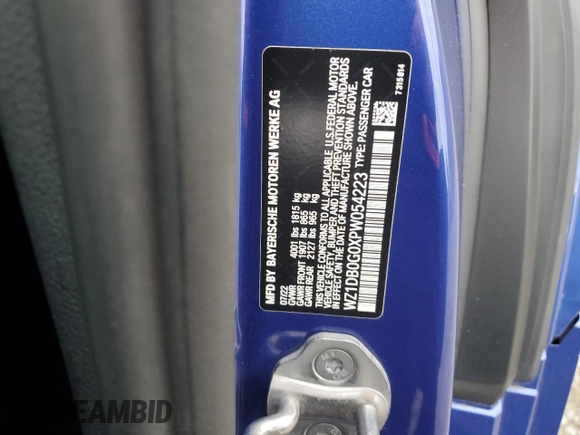 MFD BY BAYERISCHE MOTOREN WERKE AG
07/22
GVWR 4001 lbs 1815 kg
GAWR FRONT 1907 lbs 865 kg
GAWR REAR 2127 lbs 965 kg
THIS VEHICLE CONFORMS TO ALL APPLICABLE U.S.FEDERAL MOTOR
VEHICLE SAFETY, BUMPER AND THEFT PREVENTION STANDARDS
IN EFFECT ON THE DATE OF MANUFACTURE SHOWN ABOVE.
WZ1DB0G0XPW054223 TYPE: PASSENGER CAR
7315814